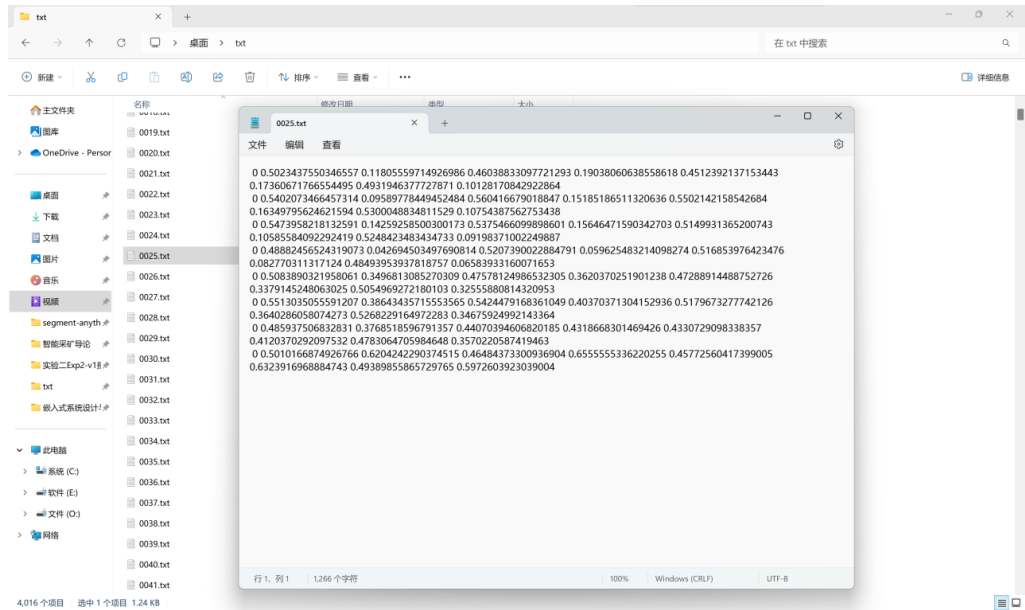 txt
桌面 > txt
在 txt 中搜索
新建
排序
查看
详细信息
名称
修改日期
类型
大小
主文件夹
图库
OneDrive - Persor
桌面
下载
文档
图片
音乐
视频
segment-anyth
智能采矿导论
实验二Exp2-v1
txt
嵌入式系统设计
此电脑
系统 (C:)
软件 (E:)
文件 (O:)
网络
0019.txt
0020.txt
0021.txt
0022.txt
0023.txt
0024.txt
0025.txt
0026.txt
0027.txt
0028.txt
0029.txt
0030.txt
0031.txt
0032.txt
0033.txt
0034.txt
0035.txt
0036.txt
0037.txt
0038.txt
0039.txt
0040.txt
0041.txt
0025.txt
文件 编辑 查看
0 0.5023437550346557 0.11805559714926986 0.46038833097721293 0.19038060638558618 0.4512392137153443
0.17360671766554495 0.4931946377727871 0.10128170842922864
0 0.5402073466457314 0.09589778449452484 0.560416679018847 0.15185186511320636 0.5502142158542684
0.16349795624621594 0.5300048834811529 0.10754387562753438
0 0.5473958218132591 0.14259258500300173 0.5375466099898601 0.156464715903427​03 0.5149931365200743
0.10585584092292419 0.5248423483434733 0.09198371002249887
0 0.48882456524319073 0.042694503497690814 0.5207390022884791 0.059625483214098274 0.516853976423476
0.082770311317124 0.48493953937818757 0.06583933160071653
0 0.5083890321958061 0.3496813085270309 0.47578124986532305 0.3620370251901238 0.47288914488752726
0.3379145248063025 0.5054969272180103 0.32555880814320953
0 0.5513035055591207 0.38643435715553565 0.5424479168361049 0.40370371304152936 0.5179673277742126
0.3640286058074273 0.5268229164972283 0.34675924992143364
0 0.485937506832831 0.3768518596791357 0.44070394606820185 0.4318668301469426 0.4330729098338357
0.4120370292097532 0.4783064705984648 0.3570220587419463
0 0.5010166874926766 0.6204242290374515 0.46484373300936904 0.6555555336220255 0.45772560417399005
0.6323916968884743 0.49389855865729765 0.5972603923039004
行 1，列 1
1,266 个字符
100%
Windows (CRLF)
UTF-8
4,016 个项目 选中 1 个项目 1.24 KB